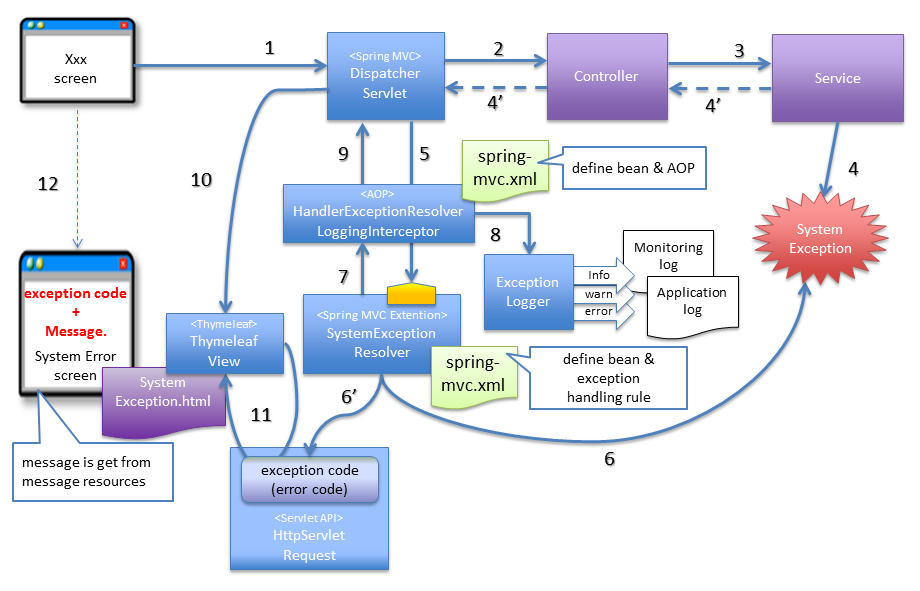 Xxx
screen
1
<Spring MVC>
Dispatcher
Servlet
2
4’
Controller
3
4’
Service
4
System
Exception
12
10
9
5
spring-
mvc.xml
define bean & AOP
<AOP>
HandlerExceptionResolver
LoggingInterceptor
8
7
Exception
Logger
Info
warn
error
Monitoring
log
Application
log
exception code
+
Message.
System Error
screen
<Thymeleaf>
Thymeleaf
View
<Spring MVC Extention>
SystemException
Resolver
spring-
mvc.xml
define bean &
exception
handling rule
System
Exception.html
11
6’
6
message is get from
message resources
exception code
(error code)
<Servlet API>
HttpServlet
Request